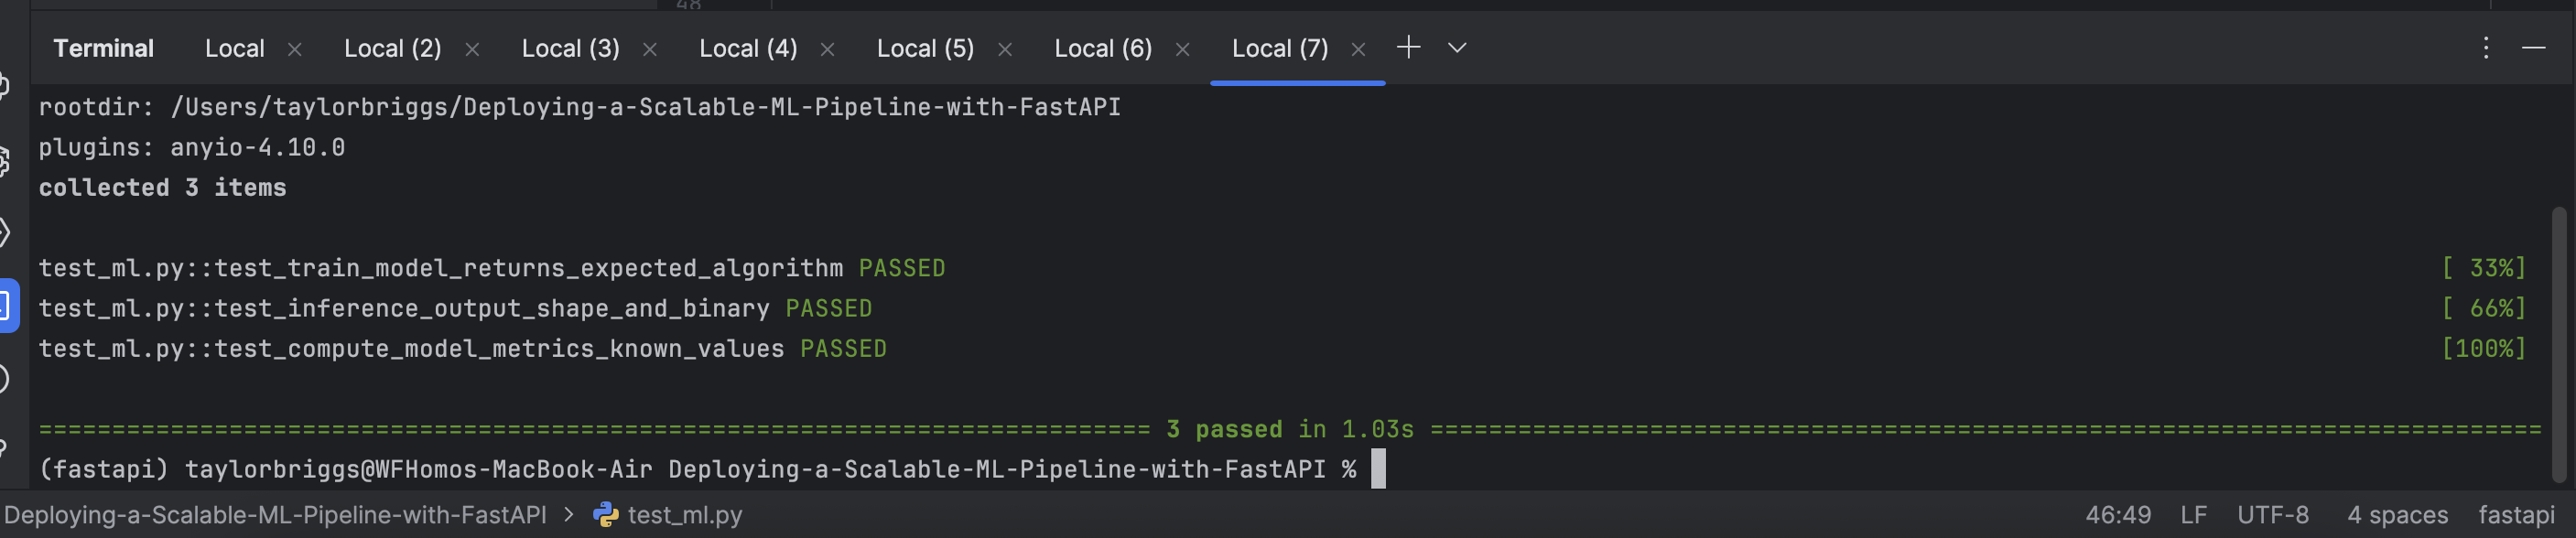 48
Terminal Local Local (2) Local (3) Local (4) Local (5) Local (6) Local (7)
rootdir: /Users/taylorbriggs/Deploying-a-Scalable-ML-Pipeline-with-FastAPI
plugins: anyio-4.10.0
collected 3 items
test_ml.py::test_train_model_returns_expected_algorithm PASSED [ 33%]
test_ml.py::test_inference_output_shape_and_binary PASSED [ 66%]
test_ml.py::test_compute_model_metrics_known_values PASSED [100%]
============================================================================ 3 passed in 1.03s ============================================================================
(fastapi) taylorbriggs@WFHomos-MacBook-Air Deploying-a-Scalable-ML-Pipeline-with-FastAPI %
Deploying-a-Scalable-ML-Pipeline-with-FastAPI > test_ml.py 46:49 LF UTF-8 4 spaces fastapi